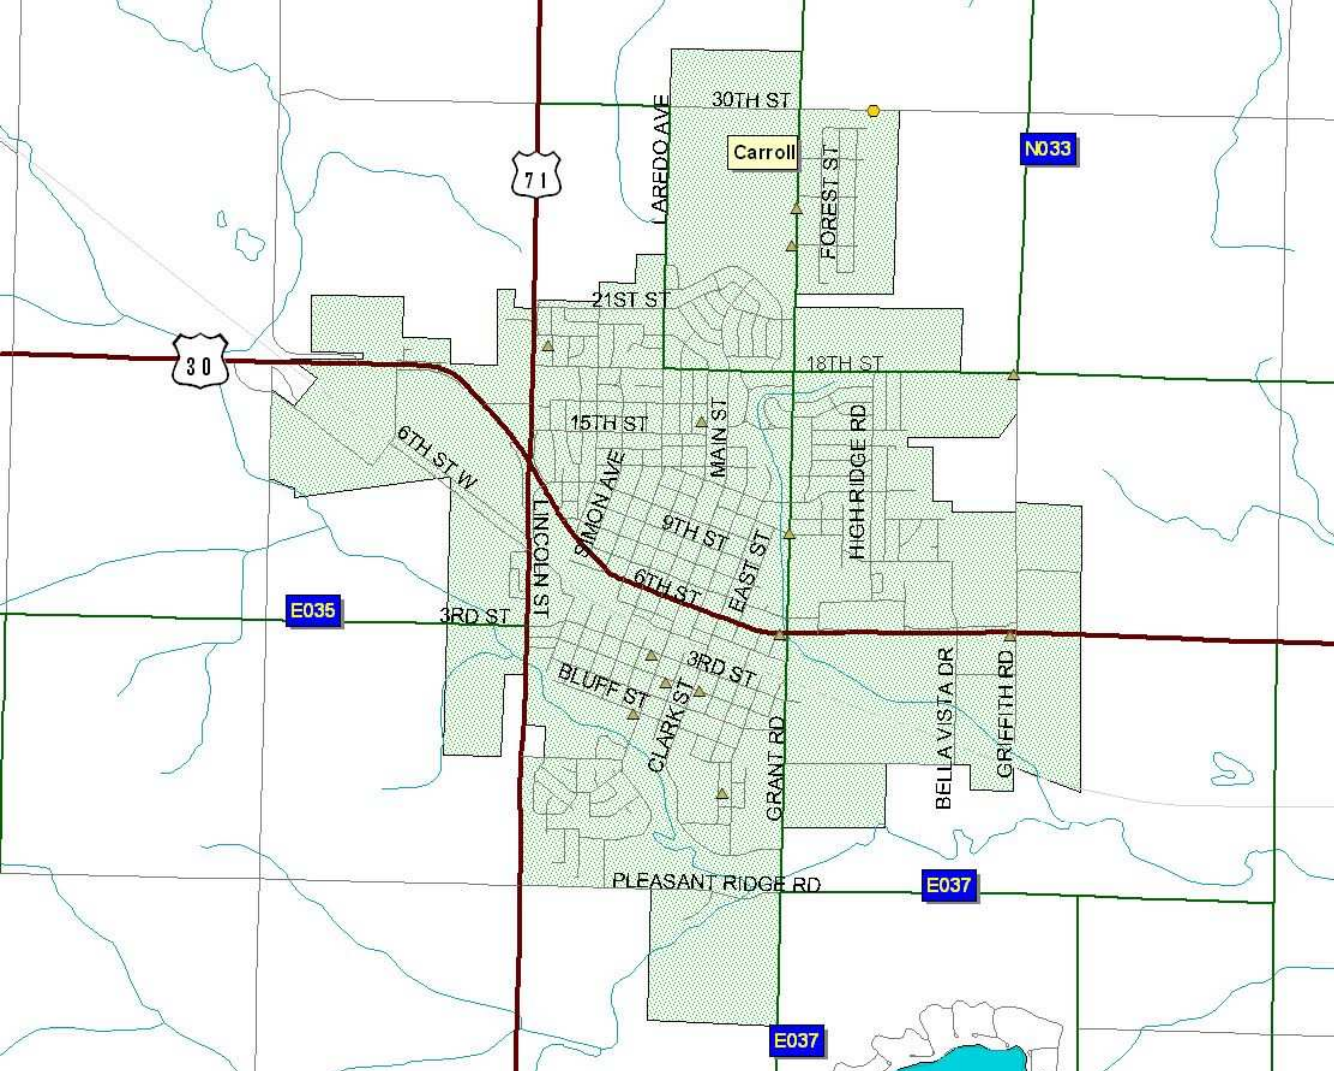 30TH ST
LAREDO AVE
Carroll
N033
FOREST ST
71
21ST ST
30
18TH ST
15TH ST
MAIN ST
HIGH RIDGE RD
6TH ST W
SIMON AVE
9TH ST
EAST ST
LINCOLN ST
6TH ST
E035
3RD ST
3RD ST
BLUFF ST
CLARK ST
GRANT RD
BELLA VISTA DR
GRIFFITH RD
PLEASANT RIDGE RD
E037
E037